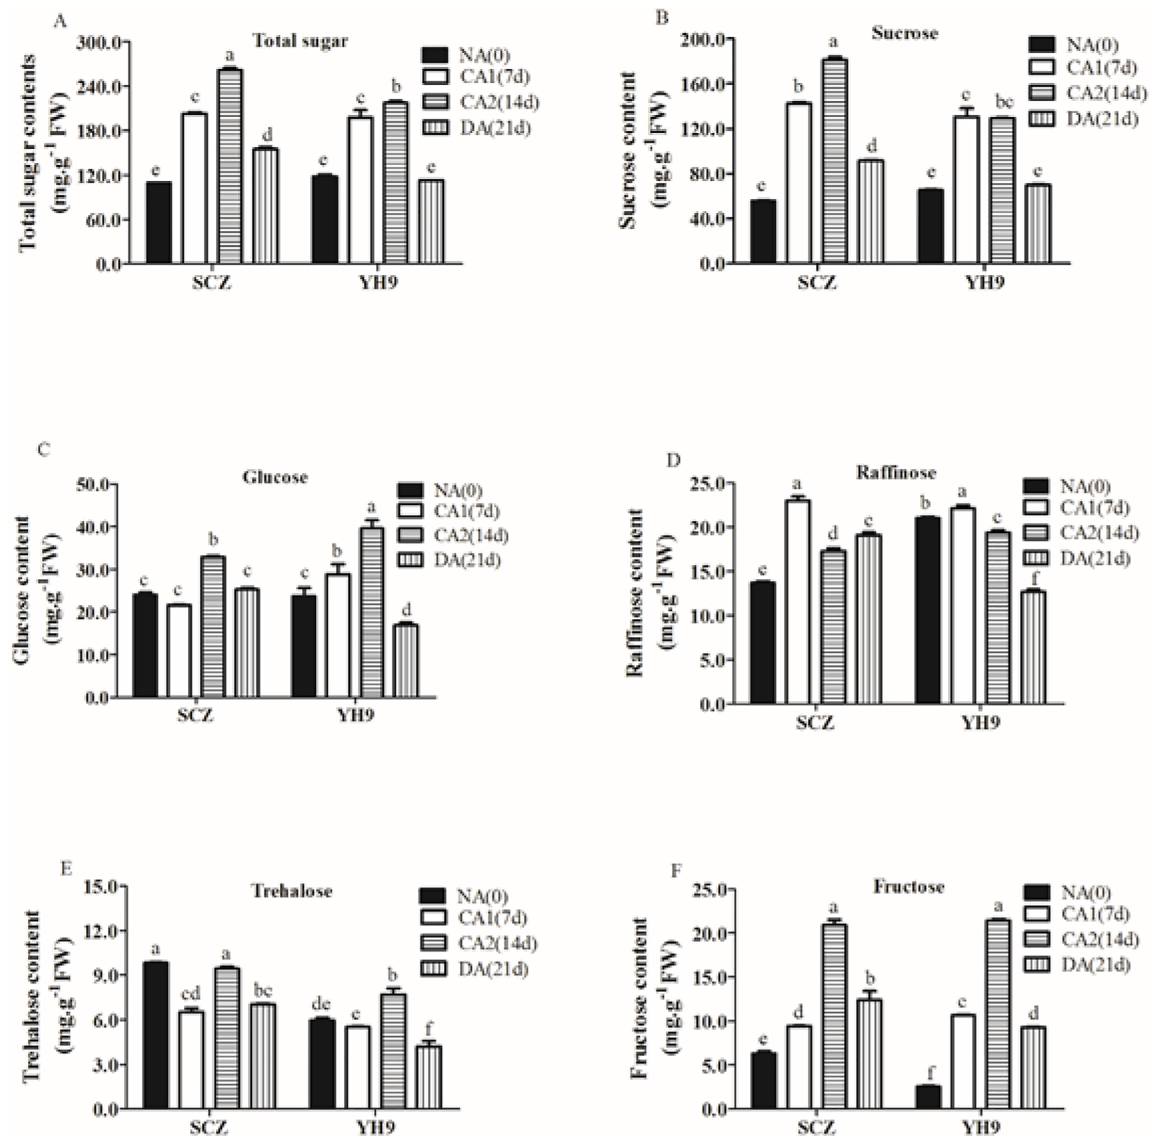 A
Total sugar
Total sugar contents
(mg.g-1 FW)
300.0
240.0
180.0
120.0
60.0
0.0
e
c
a
d
e
c
b
e
NA(0)
CA1(7d)
CA2(14d)
DA(21d)
SCZ
YH9
B
Sucrose
Sucrose content
(mg.g-1 FW)
200.0
160.0
120.0
80.0
40.0
0.0
e
b
a
d
e
c
bc
e
NA(0)
CA1(7d)
CA2(14d)
DA(21d)
SCZ
YH9
C
Glucose
Glucose content
(mg.g-1FW)
50.0
40.0
30.0
20.0
10.0
0.0
c
c
b
c
c
b
a
d
NA(0)
CA1(7d)
CA2(14d)
DA(21d)
SCZ
YH9
D
Raffinose
Raffinose content
(mg.g-1 FW)
25.0
20.0
15.0
10.0
5.0
0.0
e
a
d
c
b
a
c
f
NA(0)
CA1(7d)
CA2(14d)
DA(21d)
SCZ
YH9
E
Trehalose
Trehalose content
(mg.g-1 FW)
15.0
12.0
9.0
6.0
3.0
0.0
a
cd
a
bc
de
e
b
f
NA(0)
CA1(7d)
CA2(14d)
DA(21d)
SCZ
YH9
F
Fructose
Fructose content
(mg.g-1 FW)
25.0
20.0
15.0
10.0
5.0
0.0
e
d
a
b
f
c
a
d
NA(0)
CA1(7d)
CA2(14d)
DA(21d)
SCZ
YH9